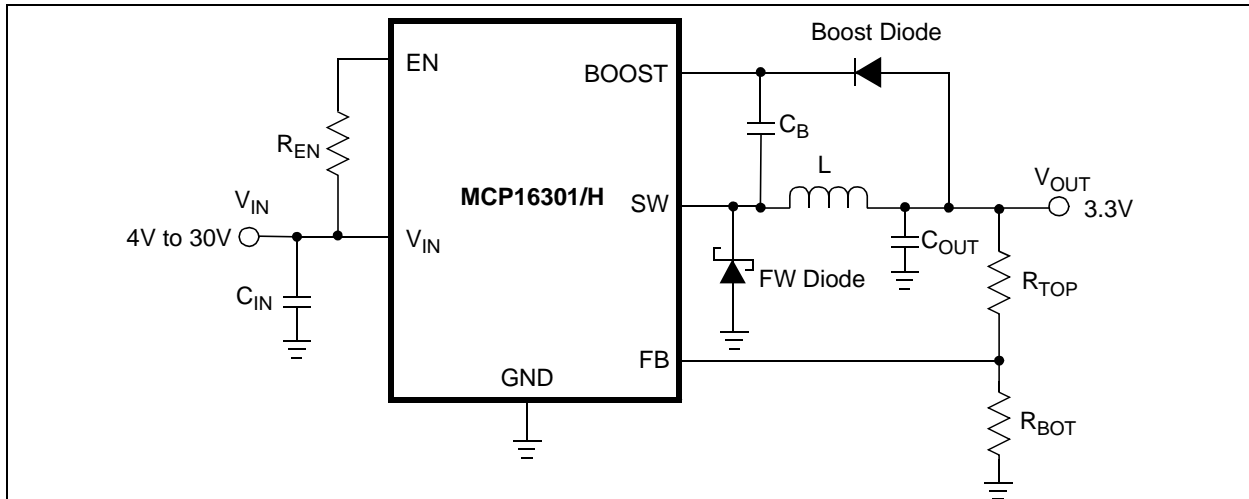 Boost Diode
EN
BOOST
C_B
R_EN
L
MCP16301/H
V_IN
SW
V_OUT
4V to 30V
3.3V
V_IN
C_OUT
FW Diode
R_TOP
C_IN
FB
GND
R_BOT